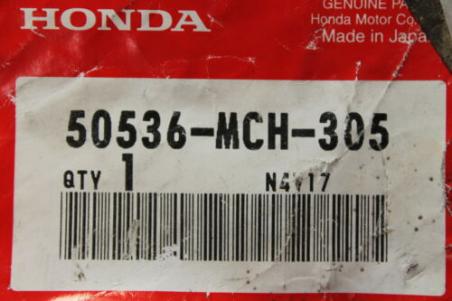 HONDA
GENUINE PA
Honda Motor Co.
Made in Japa
50536-MCH-305
QTY 1